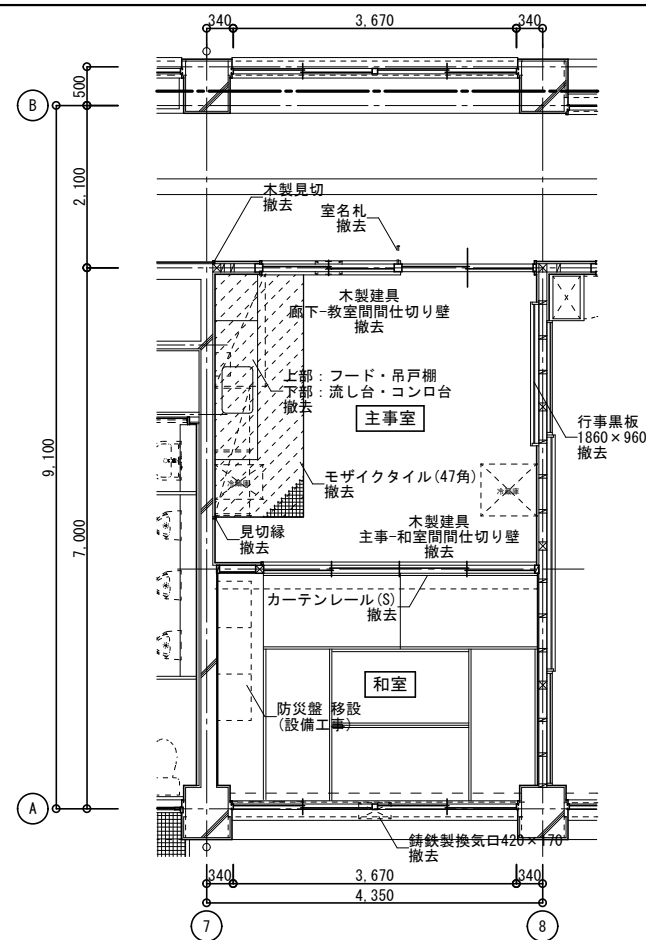 340
3,670
340
500
B
2,100
木製見切
撤去
室名札
撤去
木製建具
廊下-教室間間仕切り壁
撤去
上部：フード・吊戸棚
下部：流し台・コンロ台
撤去
主事室
行事黒板
1860×960
撤去
9,100
モザイクタイル(47角)
撤去
冷蔵庫
冷蔵庫
7,000
見切縁
撤去
木製建具
主事-和室間間仕切り壁
撤去
カーテンレール(S)
撤去
和室
防災盤 移設
(設備工事)
A
鋳鉄製換気口420×170
撤去
340
3,670
340
4,350
7
8